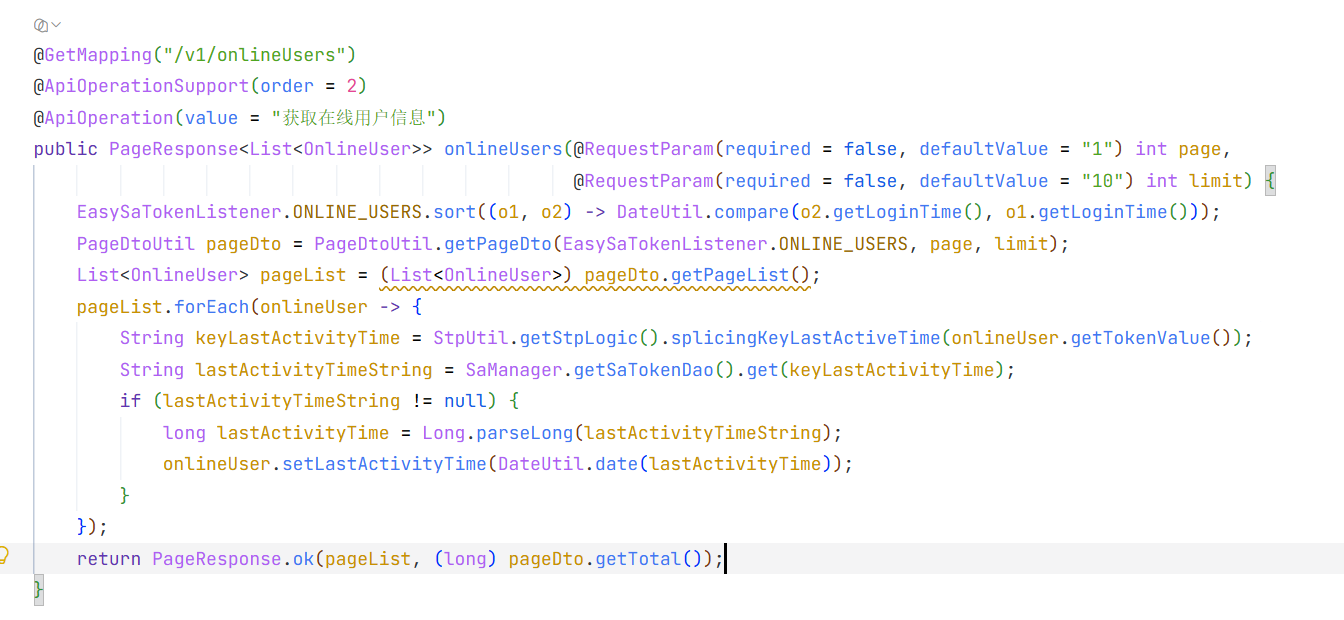 @GetMapping("/v1/onlineUsers")
@ApiOperationSupport(order = 2)
@ApiOperation(value = "获取在线用户信息")
public PageResponse<List<OnlineUser>> onlineUsers(@RequestParam(required = false, defaultValue = "1") int page,
@RequestParam(required = false, defaultValue = "10") int limit) {
EasySaTokenListener.ONLINE_USERS.sort((o1, o2) -> DateUtil.compare(o2.getLoginTime(), o1.getLoginTime()));
PageDtoUtil pageDto = PageDtoUtil.getPageDto(EasySaTokenListener.ONLINE_USERS, page, limit);
List<OnlineUser> pageList = (List<OnlineUser>) pageDto.getPageList();
pageList.forEach(onlineUser -> {
String keyLastActivityTime = StpUtil.getStpLogic().splicingKeyLastActiveTime(onlineUser.getTokenValue());
String lastActivityTimeString = SaManager.getSaTokenDao().get(keyLastActivityTime);
if (lastActivityTimeString != null) {
long lastActivityTime = Long.parseLong(lastActivityTimeString);
onlineUser.setLastActivityTime(DateUtil.date(lastActivityTime));
}
});
return PageResponse.ok(pageList, (long) pageDto.getTotal());
}